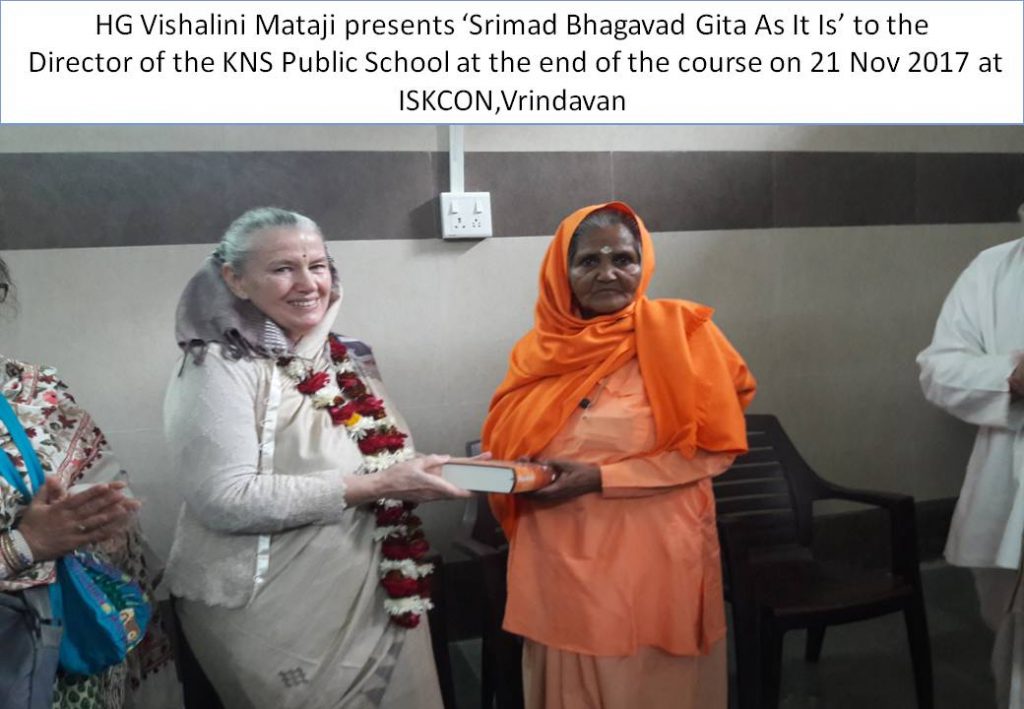 HG Vishalini Mataji presents ‘Srimad Bhagavad Gita As It Is’ to the
Director of the KNS Public School at the end of the course on 21 Nov 2017 at
ISKCON,Vrindavan